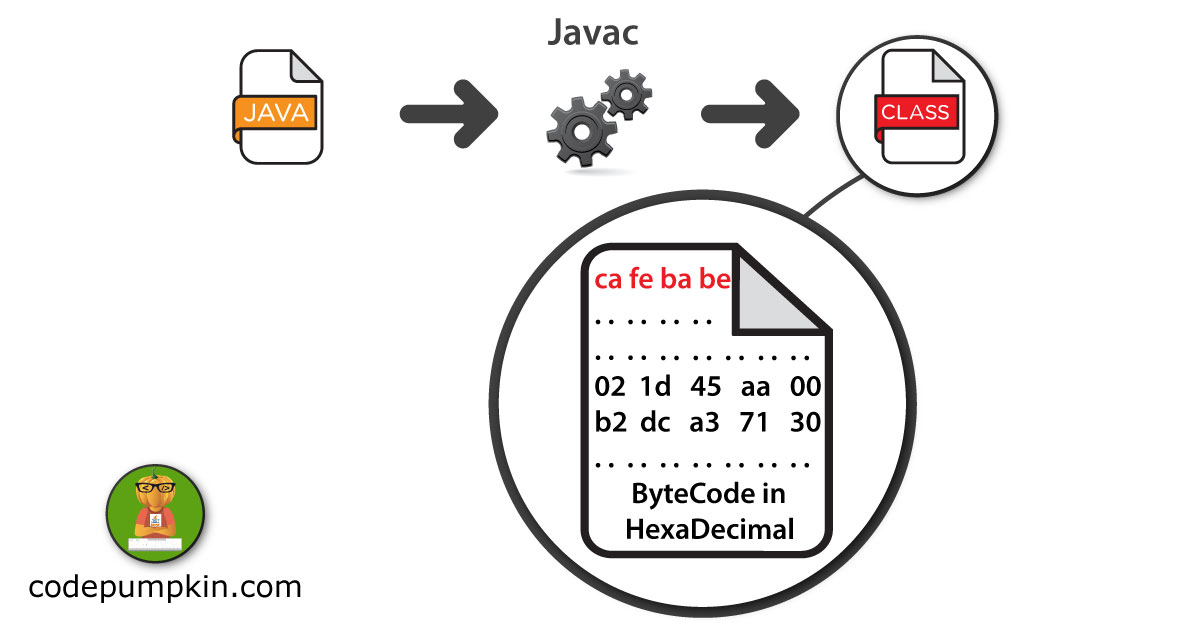 Javac
JAVA
CLASS
ca fe ba be
.. .. .. ..
.. .. .. .. .. .. ..
02 1d 45 aa 00
b2 dc a3 71 30
.. .. .. .. .. .. ..
ByteCode in
HexaDecimal
codepumpkin.com